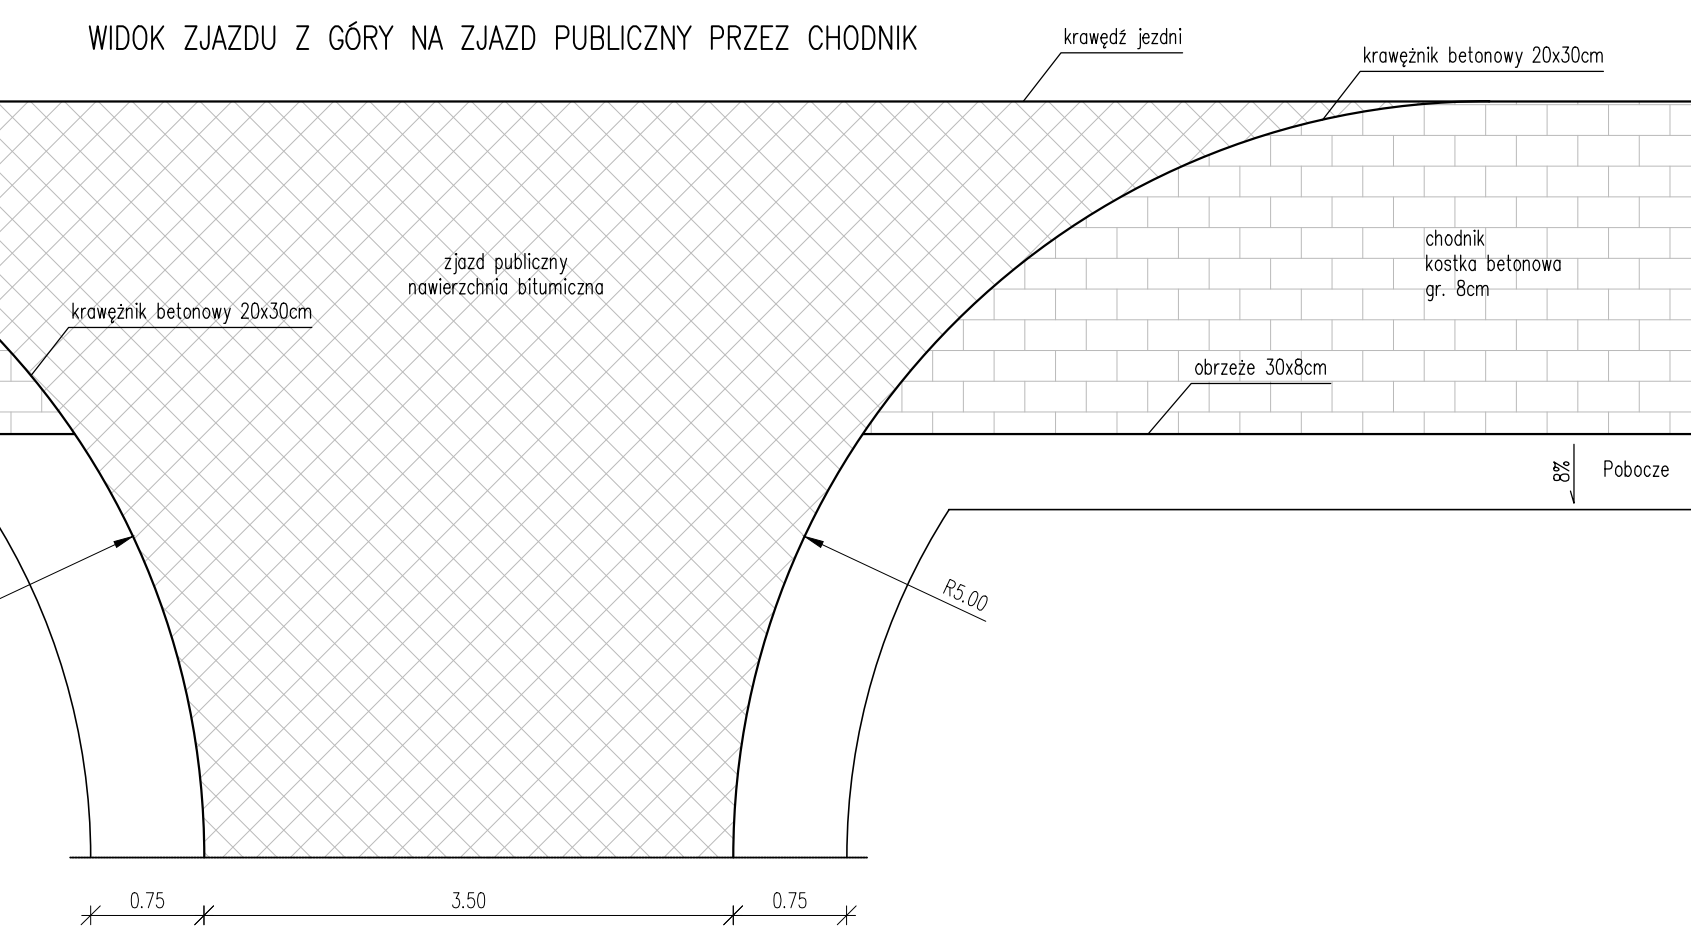 WIDOK ZJAZDU Z GÓRY NA ZJAZD PUBLICZNY PRZEZ CHODNIK
krawędź jezdni
krawężnik betonowy 20x30cm
chodnik
kostka betonowa
gr. 8cm
zjazd publiczny
nawierzchnia bitumiczna
krawężnik betonowy 20x30cm
obrzeże 30x8cm
8%
Pobocze
R5.00
0.75
3.50
0.75